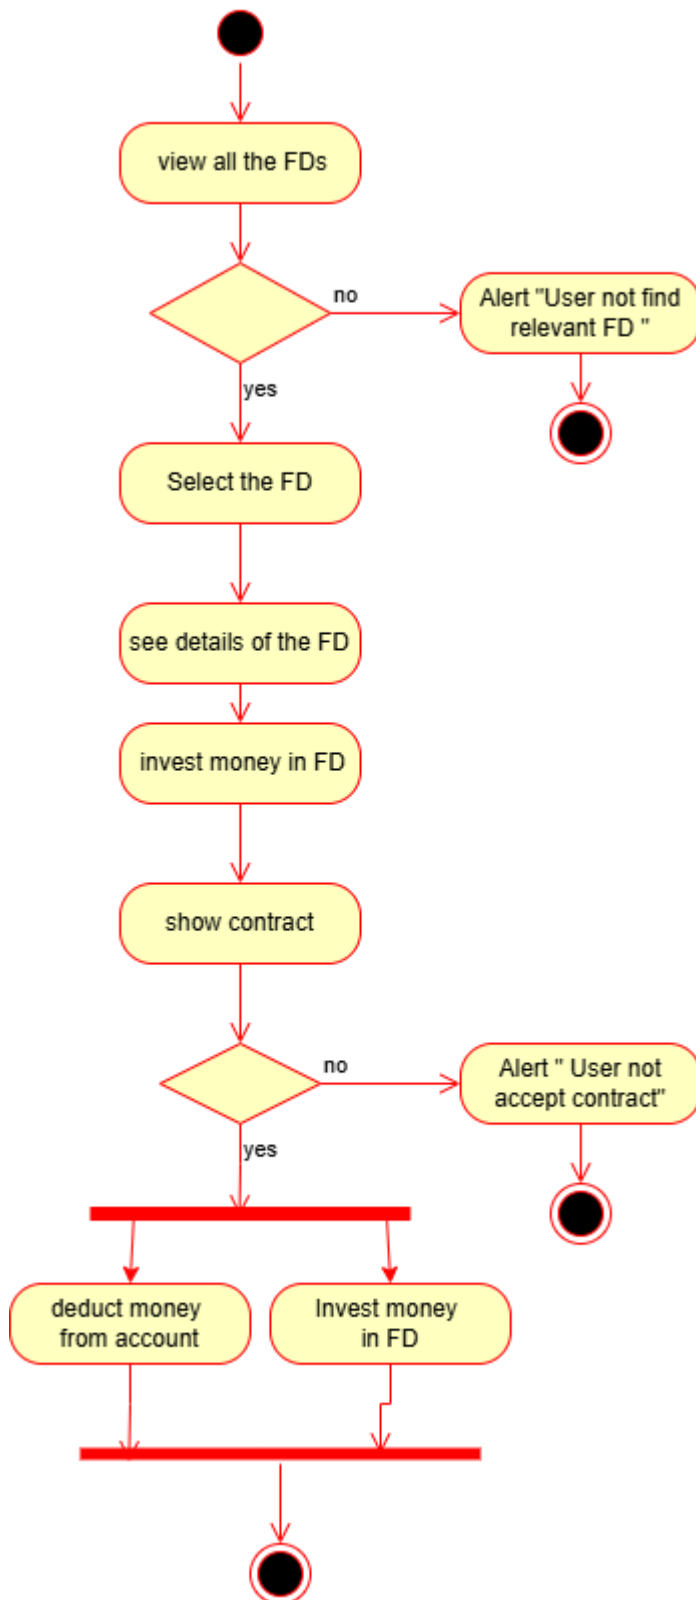 view all the FDs
no
Alert "User not find
relevant FD "
yes
Select the FD
see details of the FD
invest money in FD
show contract
no
Alert " User not
accept contract"
yes
deduct money
from account
Invest money
in FD